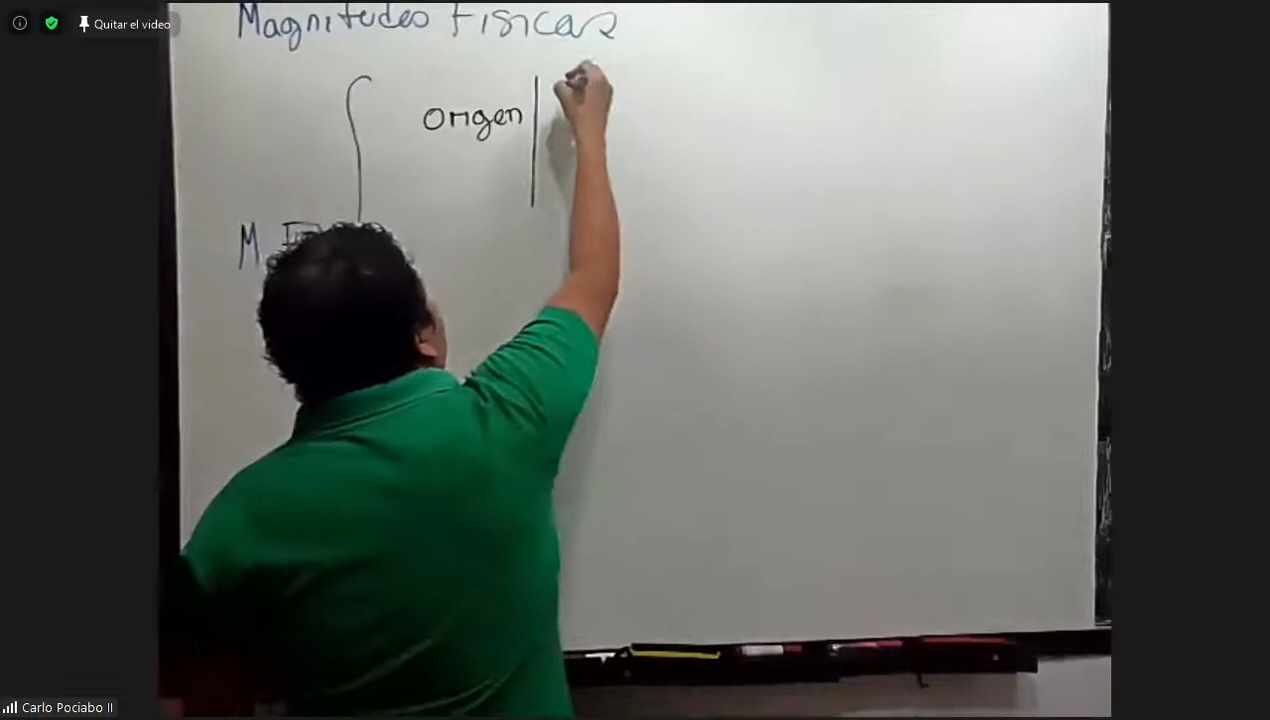 Quitar el video
Magnitudes Físicas
origen
M.
Carlo Pociabo II